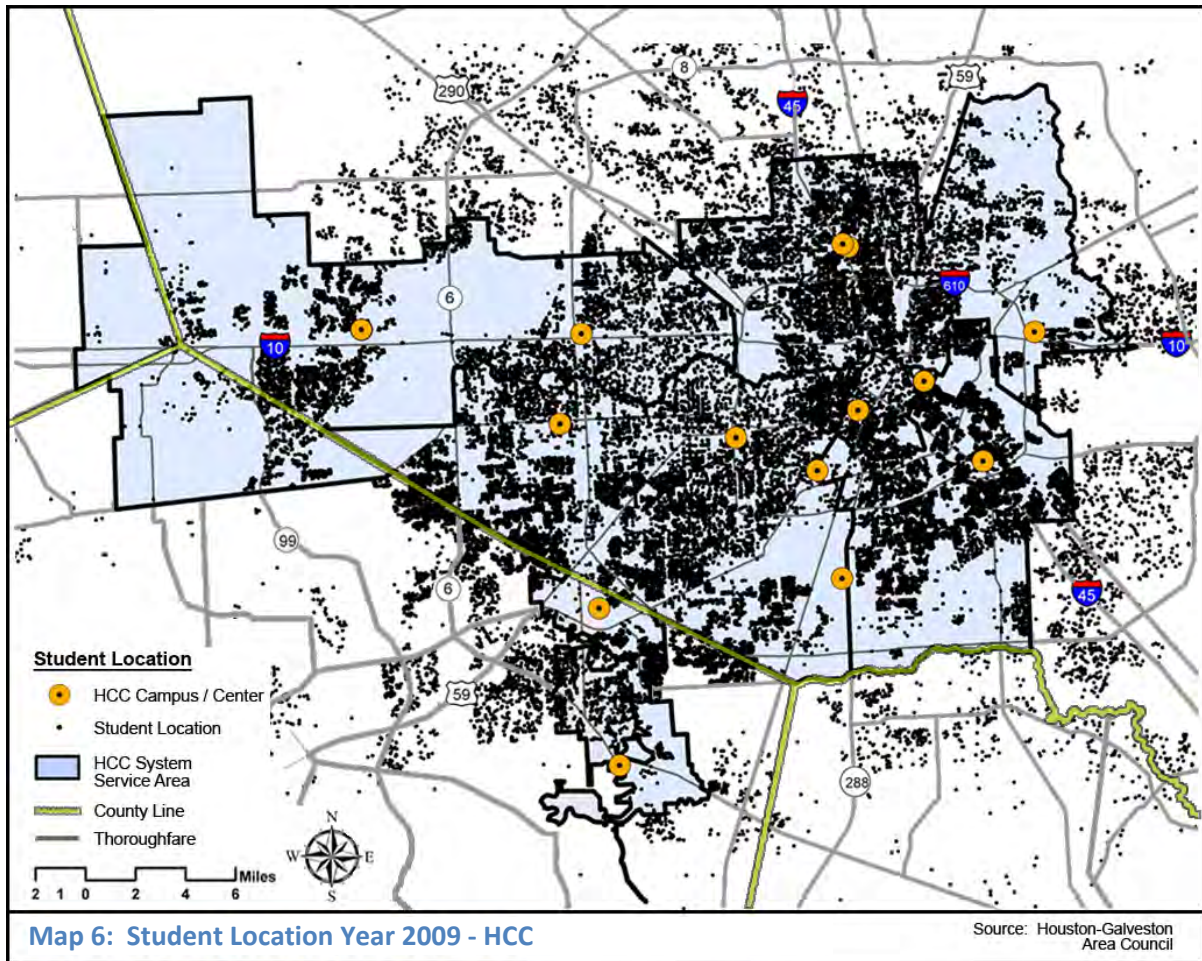 8
290
59
45
6
610
10
10
99
6
45
59
288
Student Location
HCC Campus / Center
Student Location
HCC System
Service Area
County Line
Thoroughfare
N
W E
S
Miles
2 1 0 2 4 6
Map 6: Student Location Year 2009 - HCC
Source: Houston-Galveston
Area Council